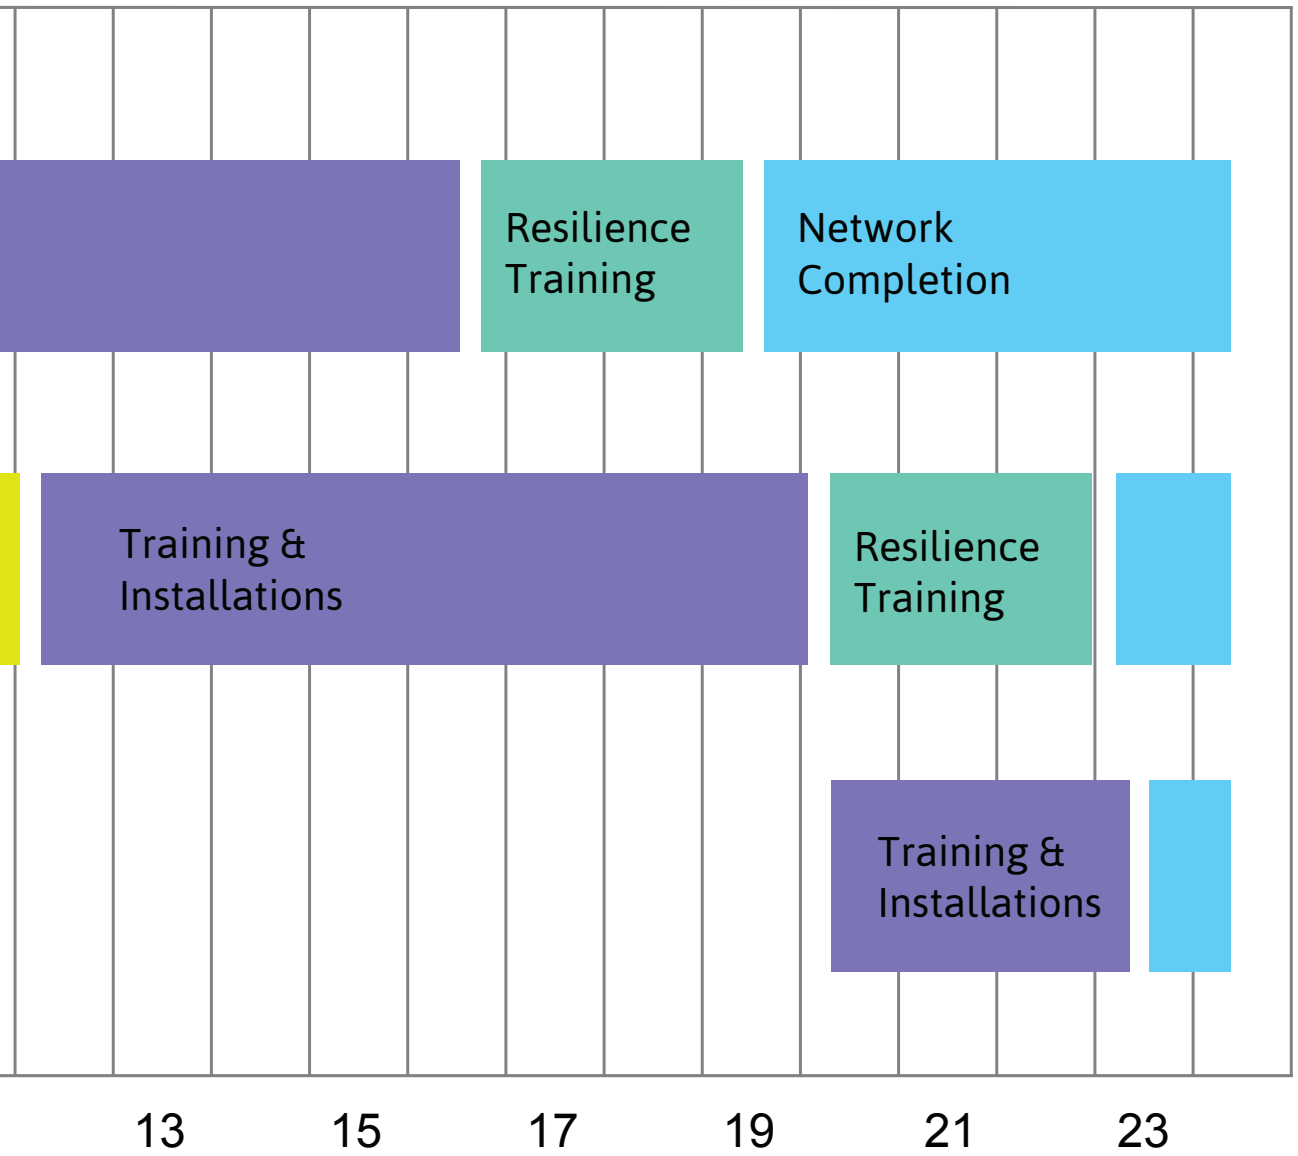 Resilience
Training
Network
Completion
Training &
Installations
Resilience
Training
Training &
Installations
13 15 17 19 21 23